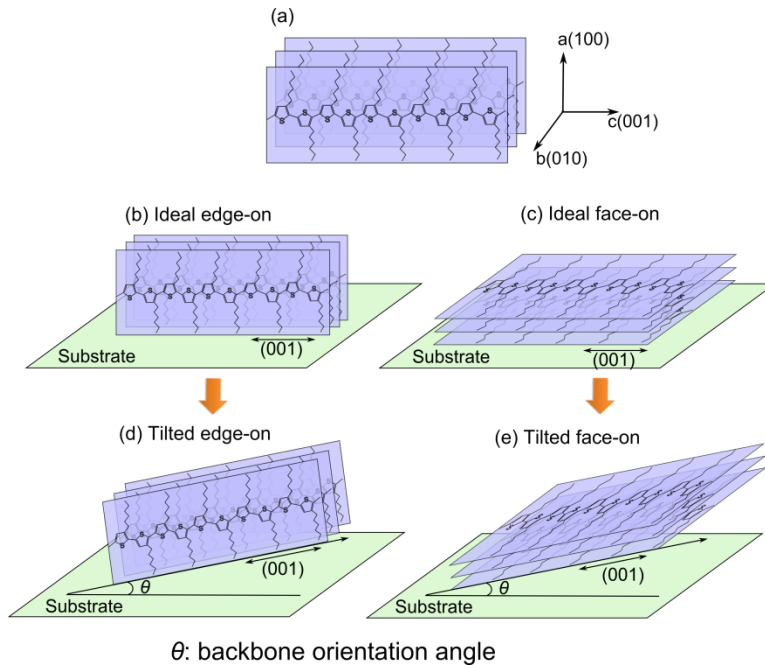 (a)
a(100)
c(001)
b(010)
(b) Ideal edge-on
(c) Ideal face-on
S S S S S S S S S
Substrate
(001)
Substrate
(001)
(d) Tilted edge-on
(e) Tilted face-on
(001)
θ
Substrate
(001)
θ
Substrate
θ: backbone orientation angle